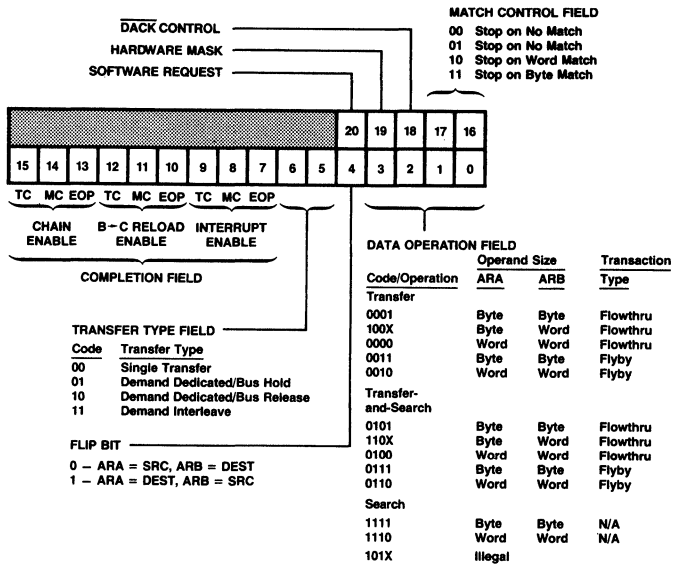 MATCH CONTROL FIELD
00 Stop on No Match
01 Stop on No Match
10 Stop on Word Match
11 Stop on Byte Match
DACK CONTROL
HARDWARE MASK
SOFTWARE REQUEST
20 19 18 17 16
15 14 13 12 11 10 9 8 7 6 5 4 3 2 1 0
TC MC EOP TC MC EOP TC MC EOP
CHAIN ENABLE
B→C RELOAD ENABLE
INTERRUPT ENABLE
COMPLETION FIELD
TRANSFER TYPE FIELD
Code Transfer Type
00 Single Transfer
01 Demand Dedicated/Bus Hold
10 Demand Dedicated/Bus Release
11 Demand Interleave
FLIP BIT
0 – ARA = SRC, ARB = DEST
1 – ARA = DEST, ARB = SRC
DATA OPERATION FIELD
Operand Size Transaction
Code/Operation ARA ARB Type
Transfer
0001 Byte Byte Flowthru
100X Byte Word Flowthru
0000 Word Word Flowthru
0011 Byte Byte Flyby
0010 Word Word Flyby
Transfer-
and-Search
0101 Byte Byte Flowthru
110X Byte Word Flowthru
0100 Word Word Flowthru
0111 Byte Byte Flyby
0110 Word Word Flyby
Search
1111 Byte Byte N/A
1110 Word Word N/A
101X Illegal